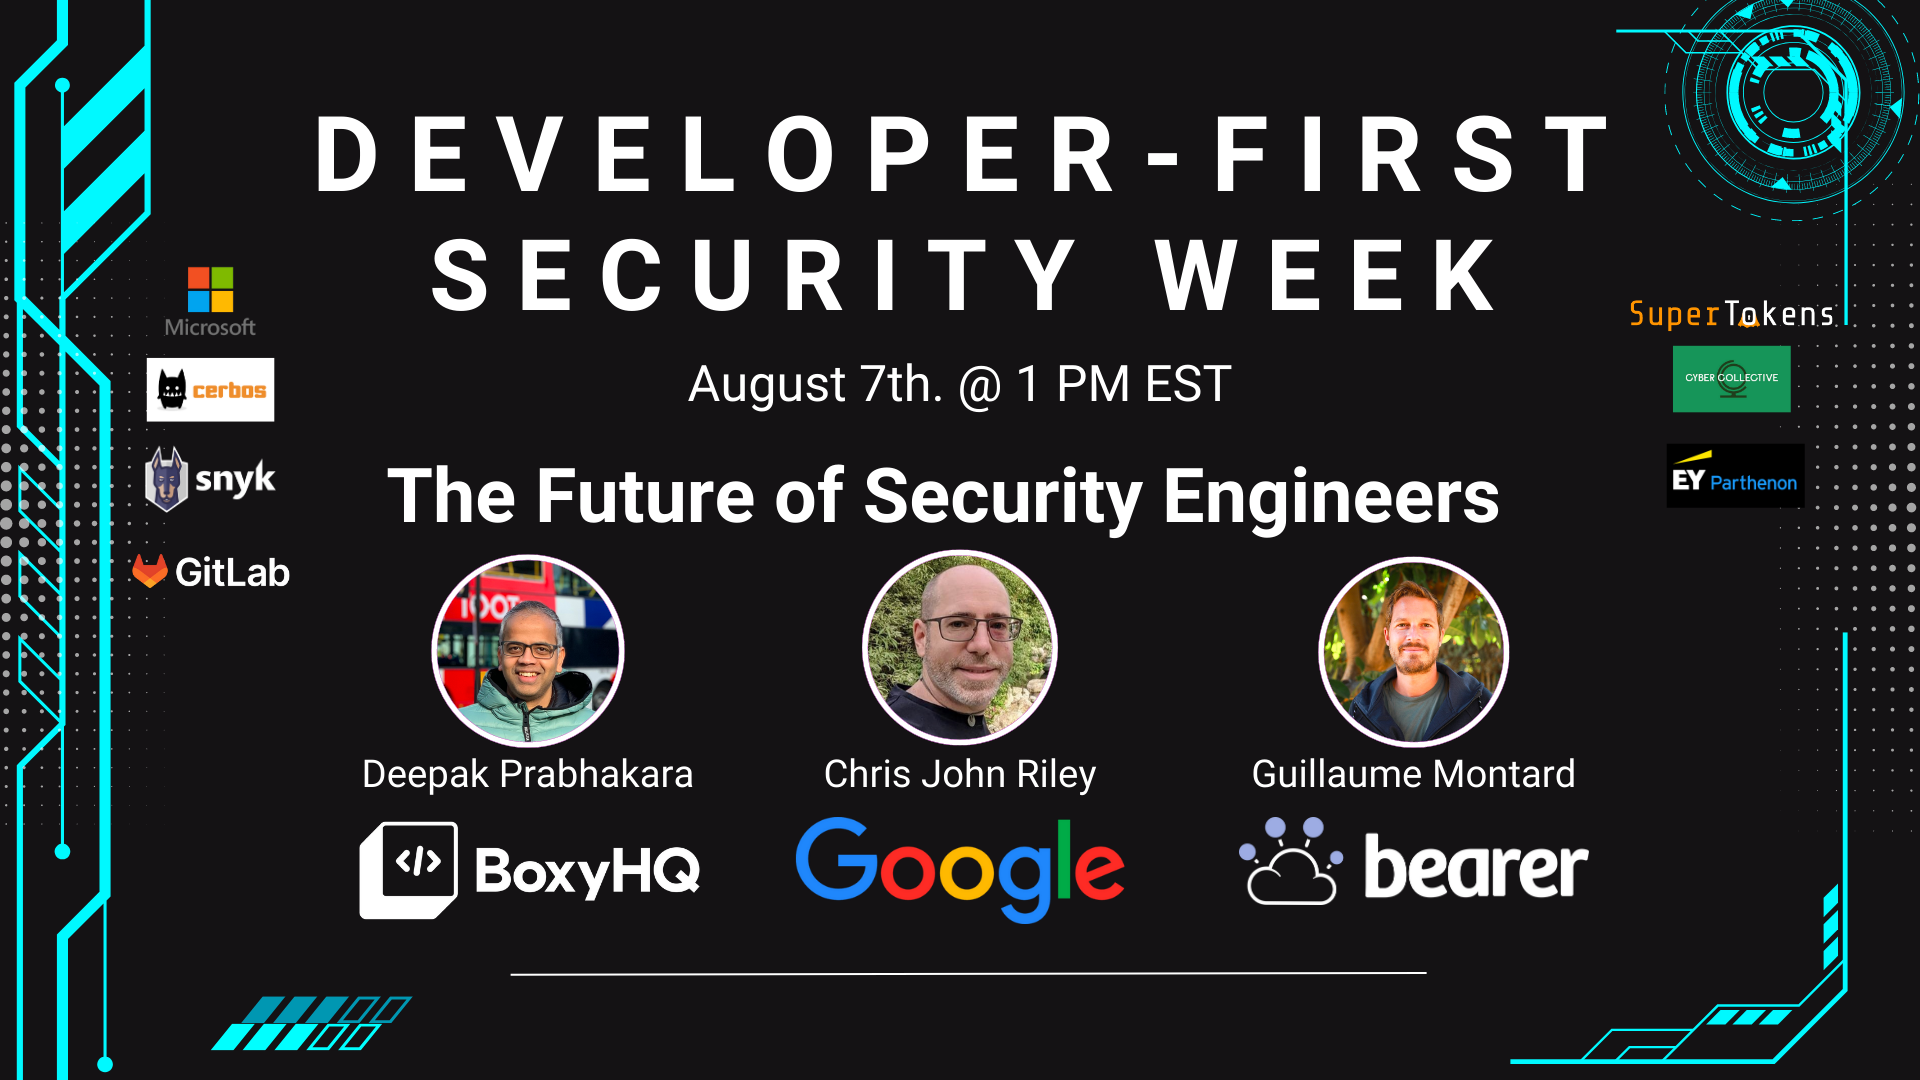 DEVELOPER-FIRST
SECURITY WEEK
August 7th. @ 1 PM EST
The Future of Security Engineers
Microsoft
cerbos
snyk
GitLab
SuperTokens
CYBER COLLECTIVE
EY Parthenon
Deepak Prabhakara
Chris John Riley
Guillaume Montard
</> BoxyHQ
Google
bearer